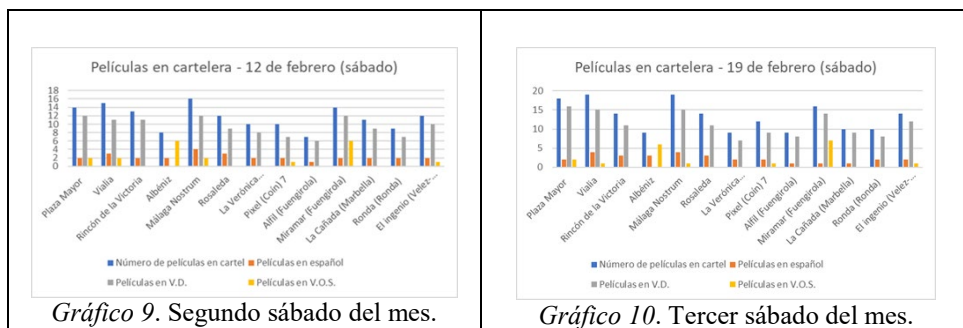 Películas en cartelera - 12 de febrero (sábado)
18
16
14
12
10
8
6
4
2
0
Plaza Mayor
Vialia
Rincón de la Victoria
Albéniz
Málaga Nostrum
Rosaleda
La Verónica...
Pixel (Coín) 7
Alfil (Fuengirola)
Miramar (Fuengirola)
La Cañada (Marbella)
Ronda (Ronda)
El ingenio (Velez-...
Número de películas en cartel
Películas en español
Películas en V.D.
Películas en V.O.S.
Gráfico 9. Segundo sábado del mes.
Películas en cartelera - 19 de febrero (sábado)
20
15
10
5
0
Plaza Mayor
Vialia
Rincón de la Victoria
Albéniz
Málaga Nostrum
Rosaleda
La Verónica...
Pixel (Coín) 7
Alfil (Fuengirola)
Miramar (Fuengirola)
La Cañada (Marbella)
Ronda (Ronda)
El ingenio (Velez-...
Número de películas en cartel
Películas en español
Películas en V.D.
Películas en V.O.S.
Gráfico 10. Tercer sábado del mes.